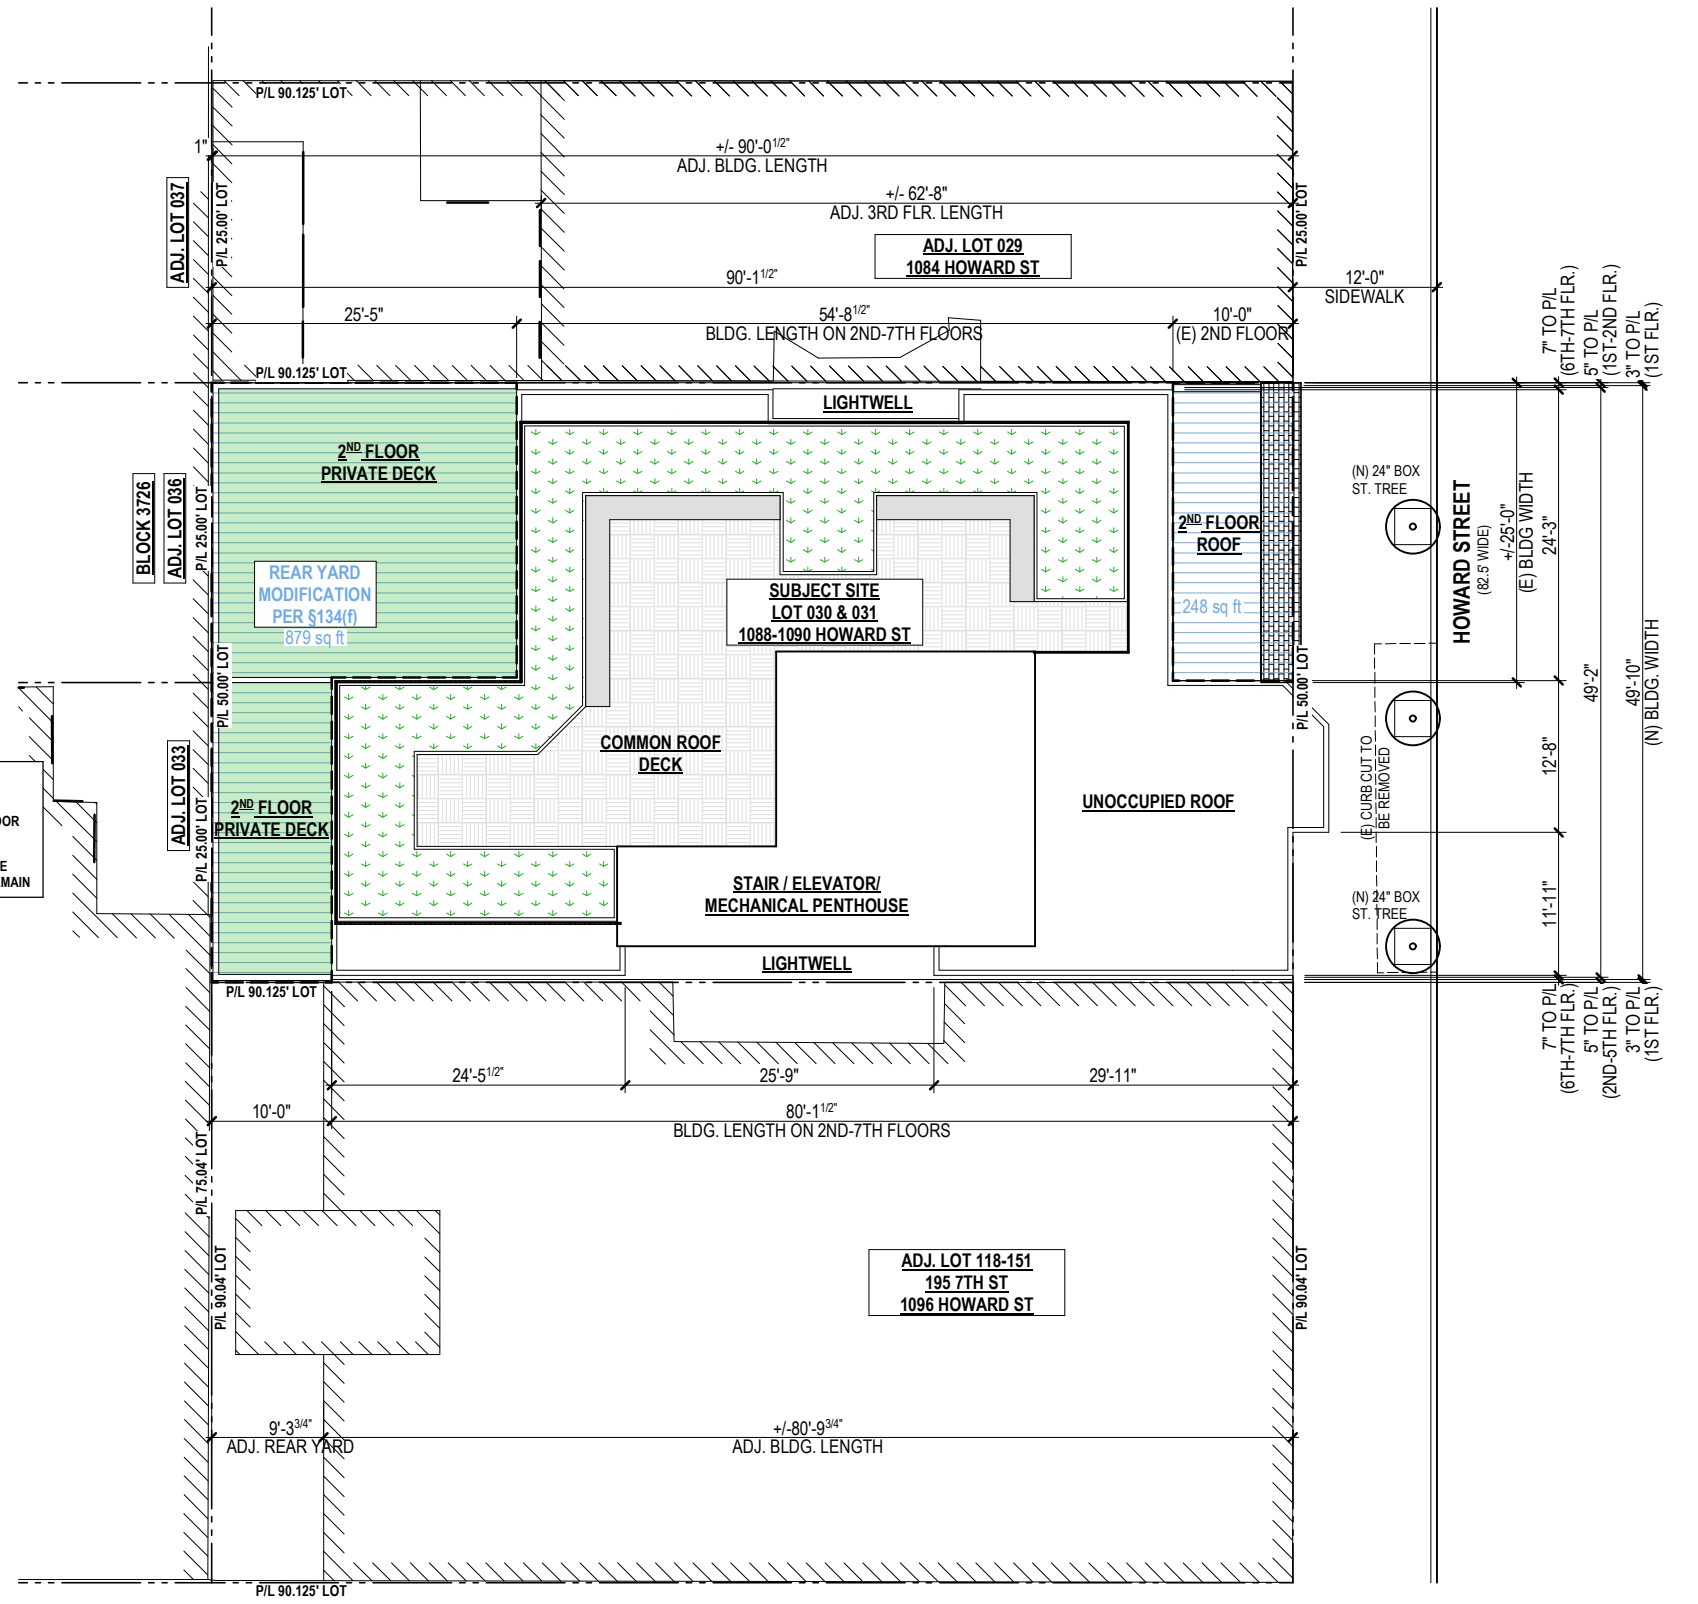 P/L 90.125' LOT
1"
+/- 90'-0 1/2"
ADJ. BLDG. LENGTH
+/- 62'-8"
ADJ. 3RD FLR. LENGTH
ADJ. LOT 037
P/L 25.00' LOT
ADJ. LOT 029
1084 HOWARD ST
P/L 25.00' LOT
90'-1 1/2"
12'-0"
SIDEWALK
25'-5"
54'-8 1/2"
BLDG. LENGTH ON 2ND-7TH FLOORS
10'-0"
(E) 2ND FLOOR
7" TO P/L
(6TH-7TH FLR.)
5" TO P/L
(1ST-2ND FLR.)
3" TO P/L
(1ST FLR.)
P/L 90.125' LOT
LIGHTWELL
2ND FLOOR
PRIVATE DECK
BLOCK 3726
ADJ. LOT 036
P/L 25.00' LOT
2ND FLOOR
ROOF
(N) 24" BOX
ST. TREE
HOWARD STREET
(82.5' WIDE)
+/-25'-0"
(E) BLDG WIDTH
24'-3"
REAR YARD
MODIFICATION
PER §134(f)
879 sq ft
SUBJECT SITE
LOT 030 & 031
1088-1090 HOWARD ST
248 sq ft
P/L 50.00' LOT
P/L 50.00' LOT
49'-2"
49'-10"
(N) BLDG. WIDTH
COMMON ROOF
DECK
(E) CURB CUT TO
BE REMOVED
12'-8"
ADJ. LOT 033
P/L 25.00' LOT
2ND FLOOR
PRIVATE DECK
UNOCCUPIED ROOF
OOR
E
MAIN
STAIR / ELEVATOR/
MECHANICAL PENTHOUSE
(N) 24" BOX
ST. TREE
11'-11"
LIGHTWELL
P/L 90.125' LOT
7" TO P/L
(6TH-7TH FLR.)
5" TO P/L
(2ND-5TH FLR.)
3" TO P/L
(1ST FLR.)
24'-5 1/2"
25'-9"
29'-11"
10'-0"
80'-1 1/2"
BLDG. LENGTH ON 2ND-7TH FLOORS
P/L 75.04' LOT
P/L 90.04' LOT
ADJ. LOT 118-151
195 7TH ST
1096 HOWARD ST
P/L 90.04' LOT
9'-3 3/4"
ADJ. REAR YARD
+/-80'-9 3/4"
ADJ. BLDG. LENGTH
P/L 90.125' LOT